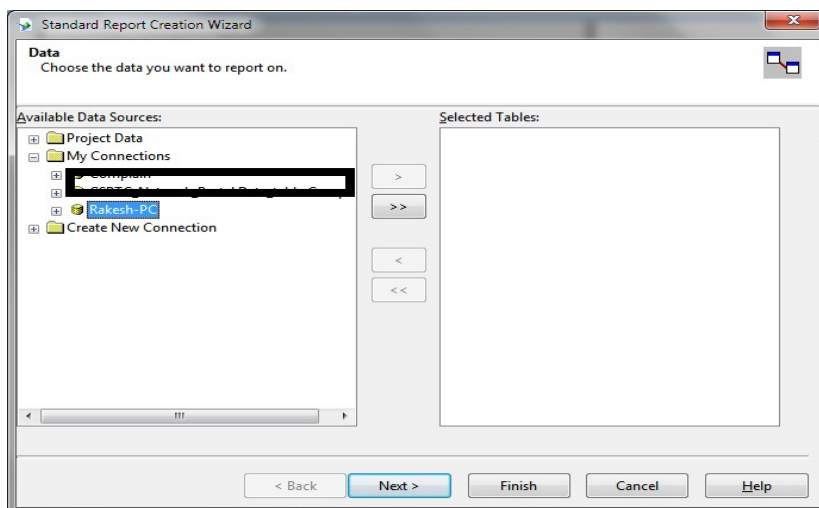 Standard Report Creation Wizard
Data
Choose the data you want to report on.
Available Data Sources:
Selected Tables:
Project Data
My Connections
Complain
Rakesh-PC
Create New Connection
>
>>
<
<<
< Back
Next >
Finish
Cancel
Help